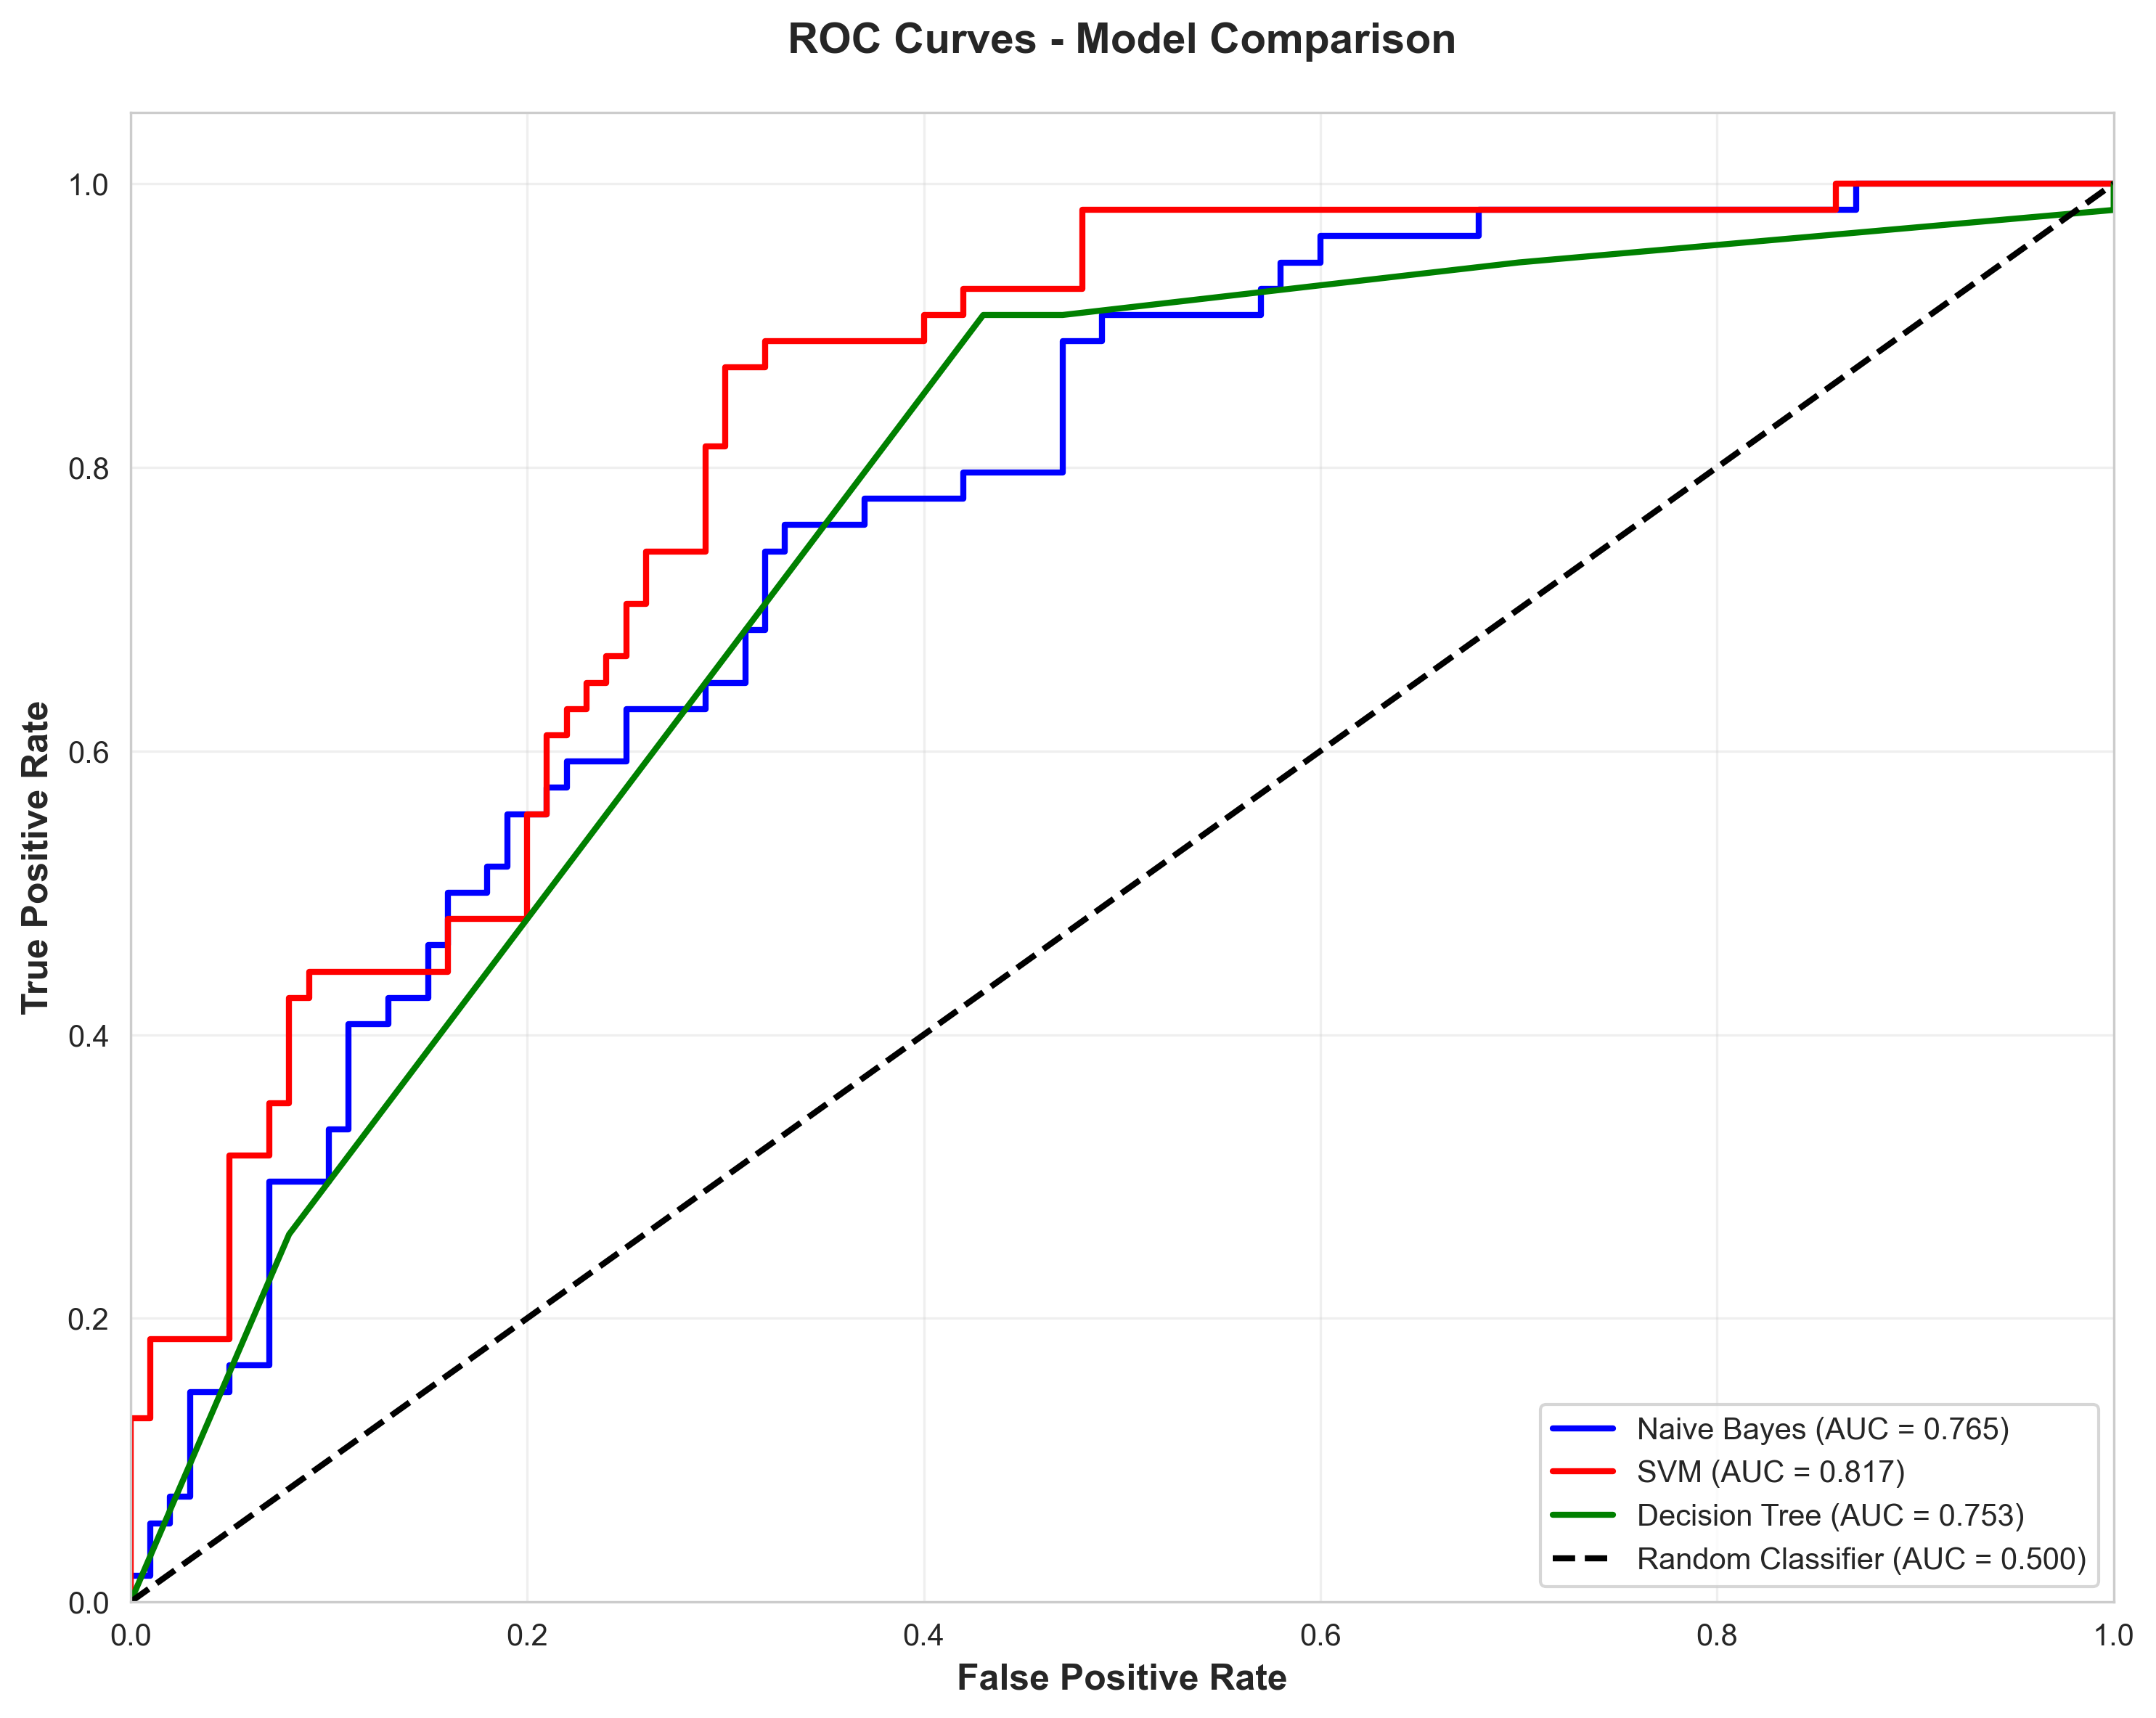 ROC Curves - Model Comparison
True Positive Rate
1.0
0.8
0.6
0.4
0.2
0.0
0.0 0.2 0.4 0.6 0.8 1.0
False Positive Rate
Naive Bayes (AUC = 0.765)
SVM (AUC = 0.817)
Decision Tree (AUC = 0.753)
Random Classifier (AUC = 0.500)